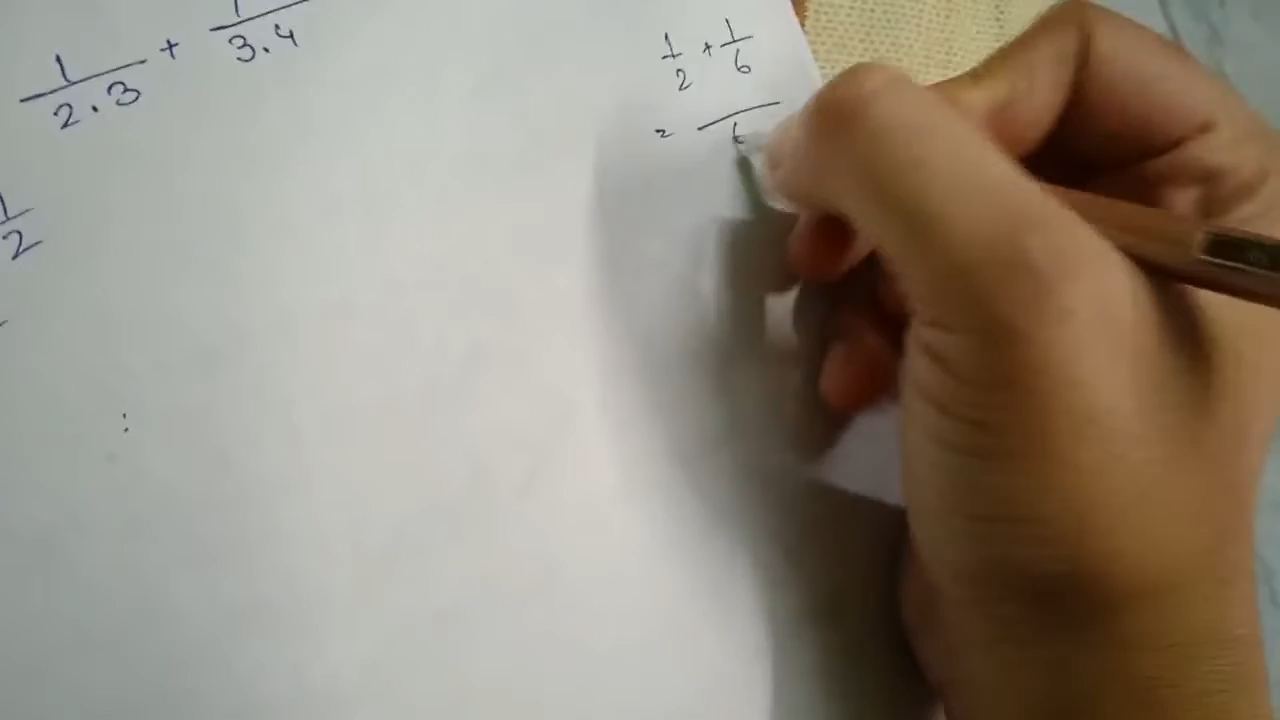 1/2.3 + 1/3.4
1/2
:
1/2 + 1/6
= /6